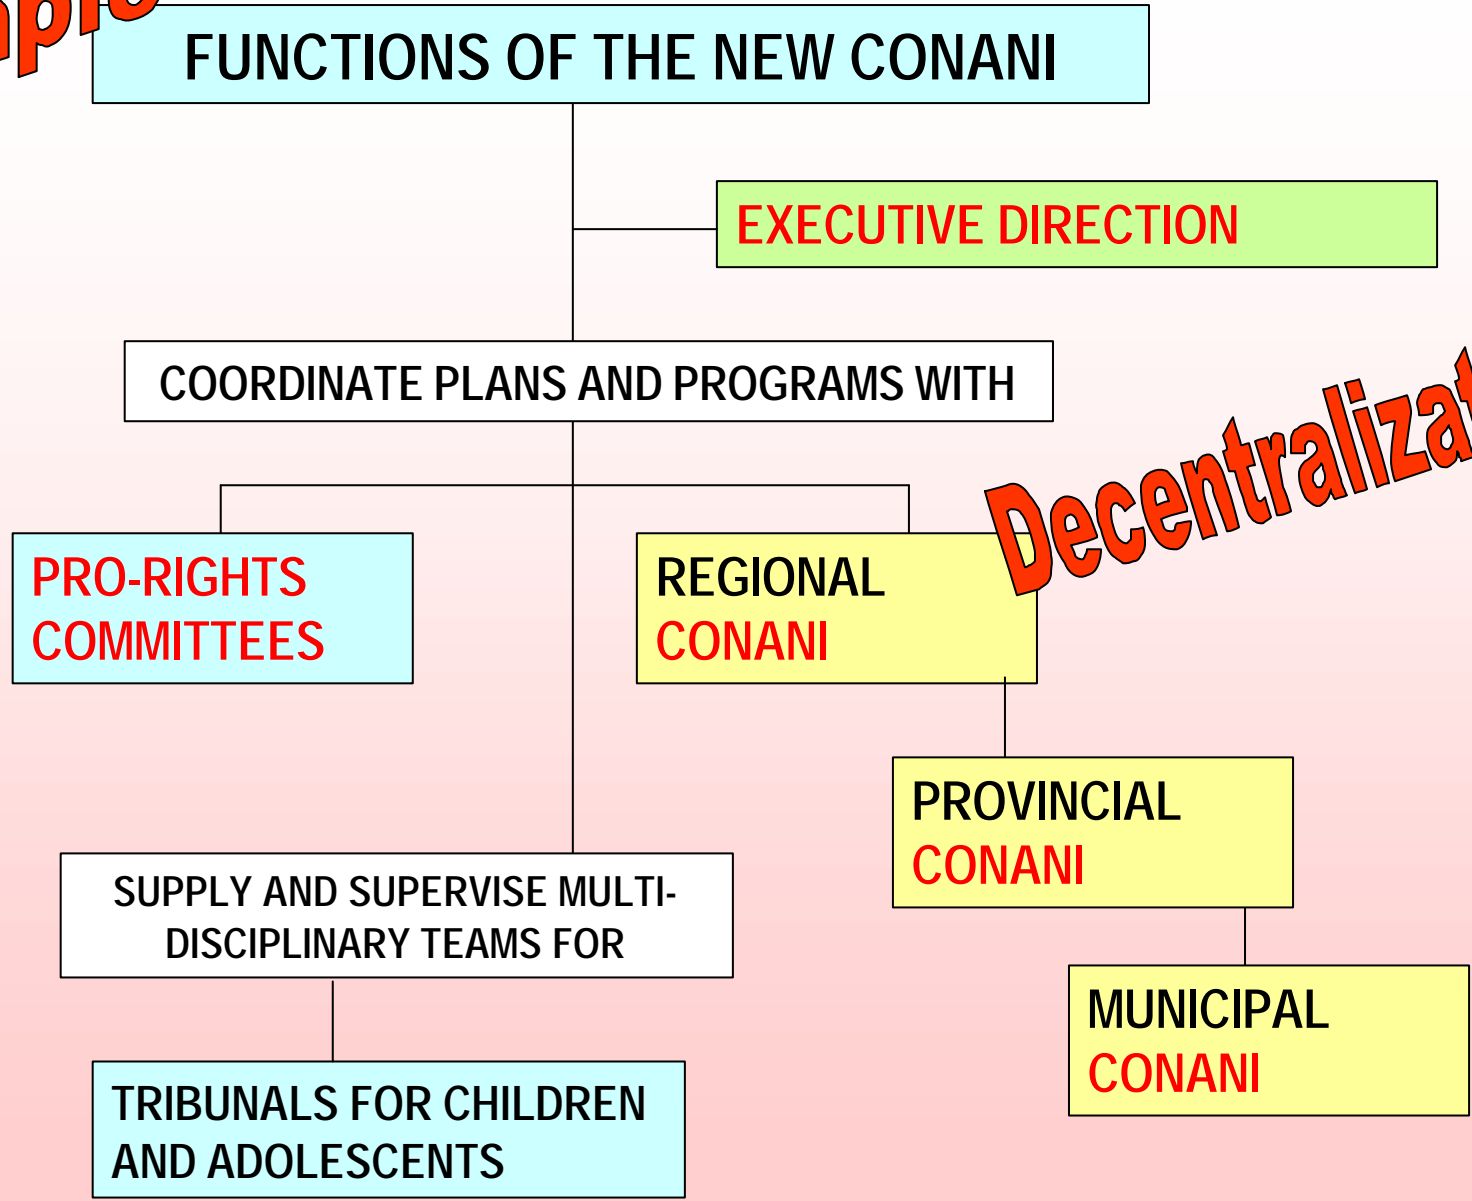 FUNCTIONS OF THE NEW CONANI
EXECUTIVE DIRECTION
COORDINATE PLANS AND PROGRAMS WITH
PRO-RIGHTS
COMMITTEES
REGIONAL
CONANI
PROVINCIAL
CONANI
SUPPLY AND SUPERVISE MULTI-
DISCIPLINARY TEAMS FOR
MUNICIPAL
CONANI
TRIBUNALS FOR CHILDREN
AND ADOLESCENTS